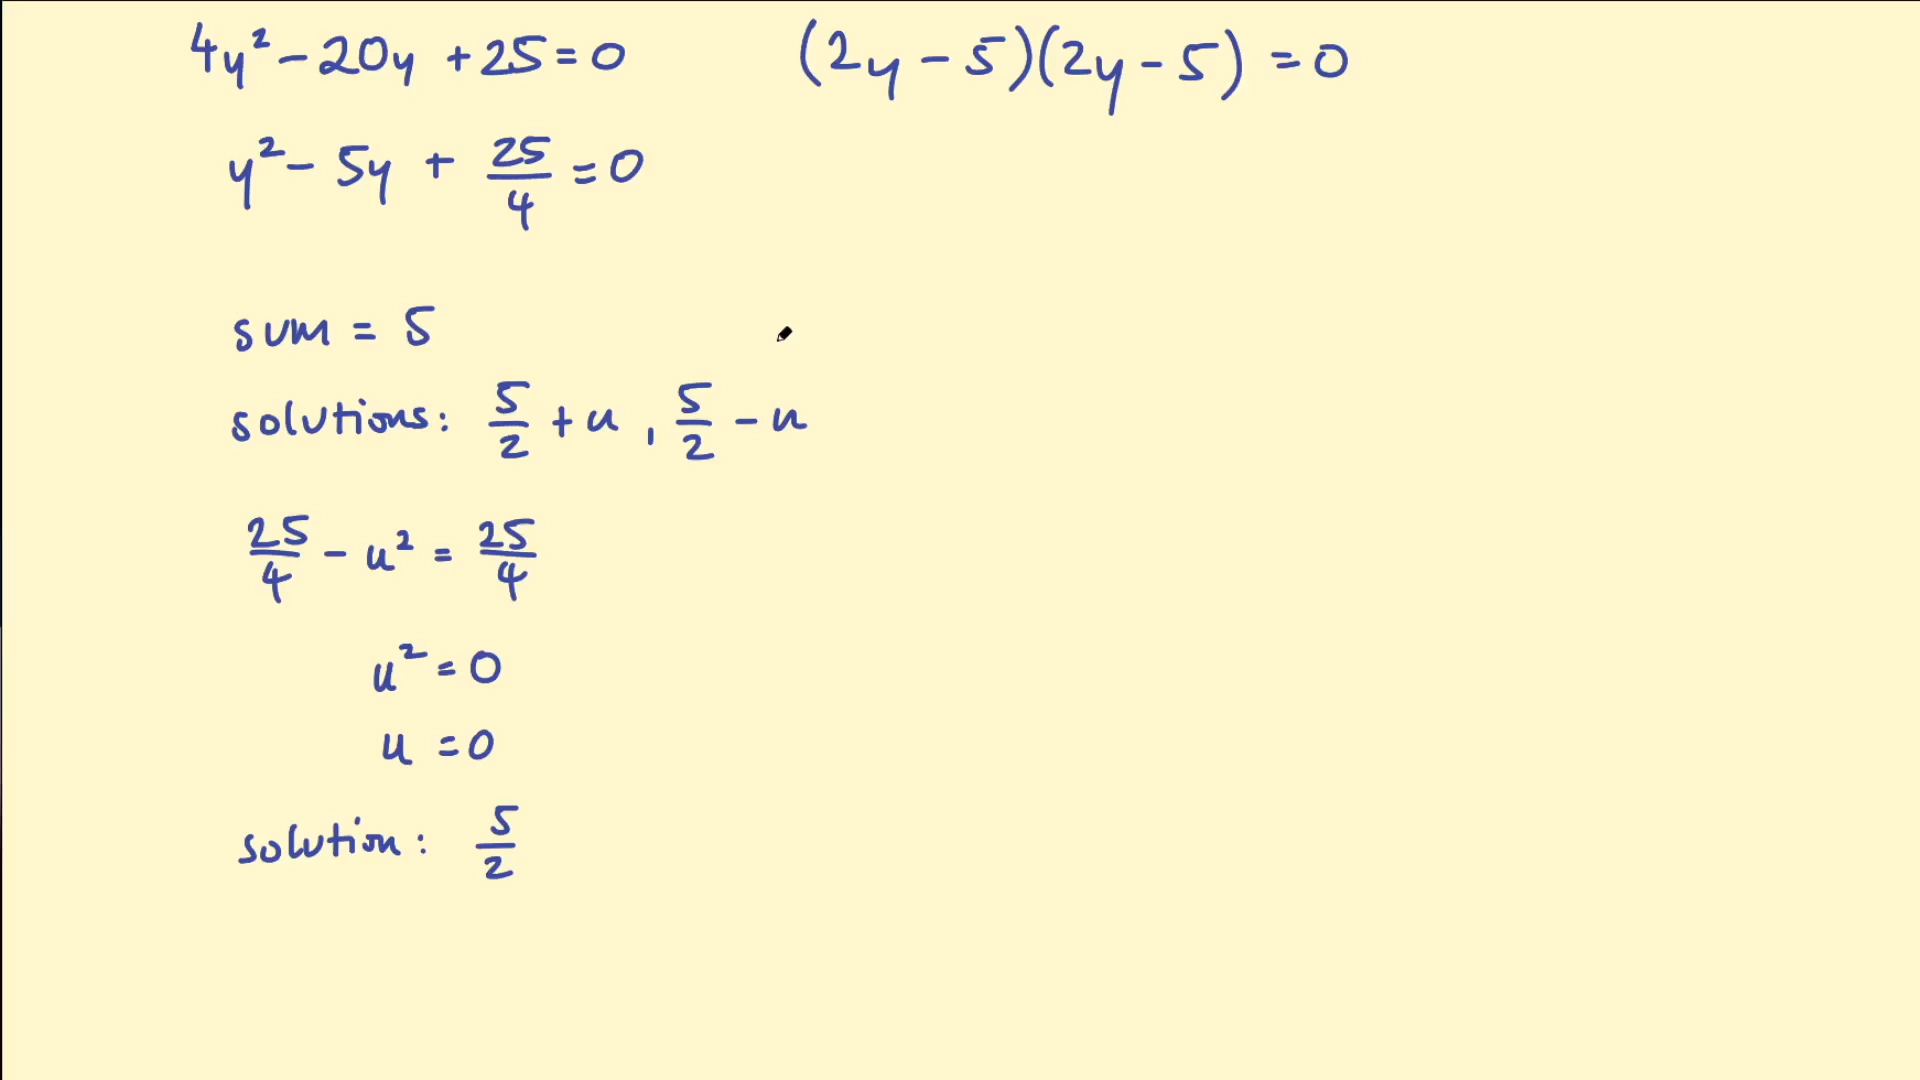 4y² - 20y + 25 = 0
(2y - 5)(2y - 5) = 0
y² - 5y + 25/4 = 0
sum = 5
solutions: 5/2 + u, 5/2 - u
25/4 - u² = 25/4
u² = 0
u = 0
solution: 5/2